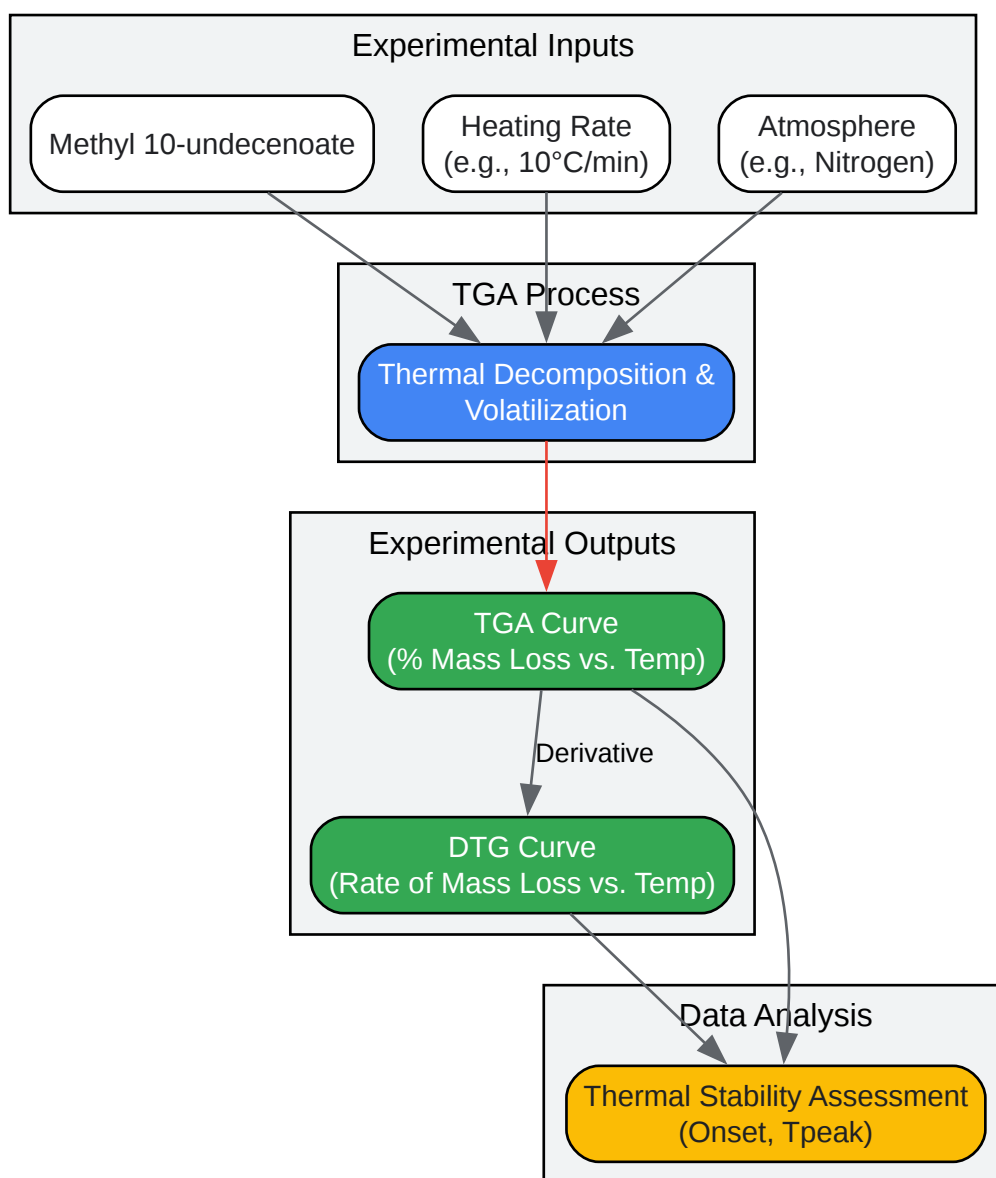 Experimental Inputs
Methyl 10-undecenoate
Heating Rate
(e.g., 10°C/min)
Atmosphere
(e.g., Nitrogen)
TGA Process
Thermal Decomposition &
Volatilization
Experimental Outputs
TGA Curve
(% Mass Loss vs. Temp)
Derivative
DTG Curve
(Rate of Mass Loss vs. Temp)
Data Analysis
Thermal Stability Assessment
(Onset, Tpeak)